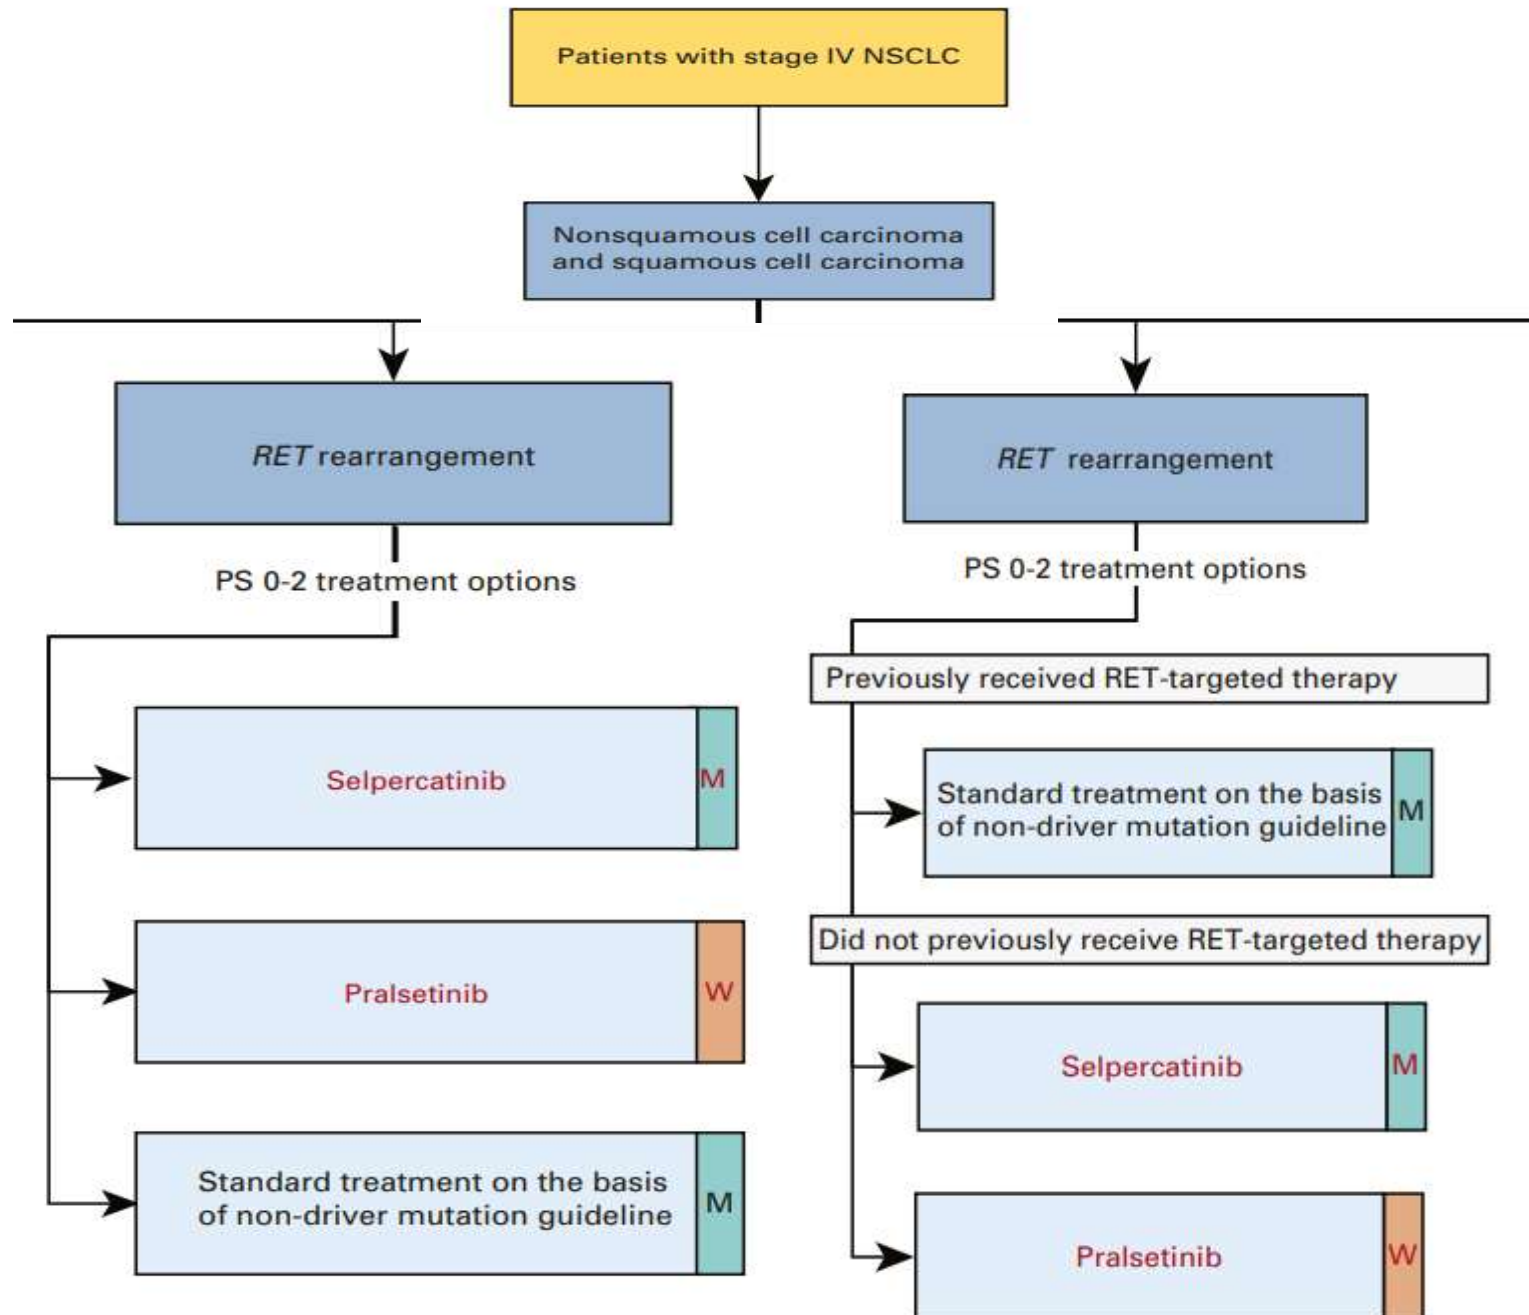 Patients with stage IV NSCLC
Nonsquamous cell carcinoma
and squamous cell carcinoma
RET rearrangement
PS 0-2 treatment options
Selpercatinib
M
Pralsetinib
W
Standard treatment on the basis
of non-driver mutation guideline
M
RET rearrangement
PS 0-2 treatment options
Previously received RET-targeted therapy
Standard treatment on the basis
of non-driver mutation guideline
M
Did not previously receive RET-targeted therapy
Selpercatinib
M
Pralsetinib
W